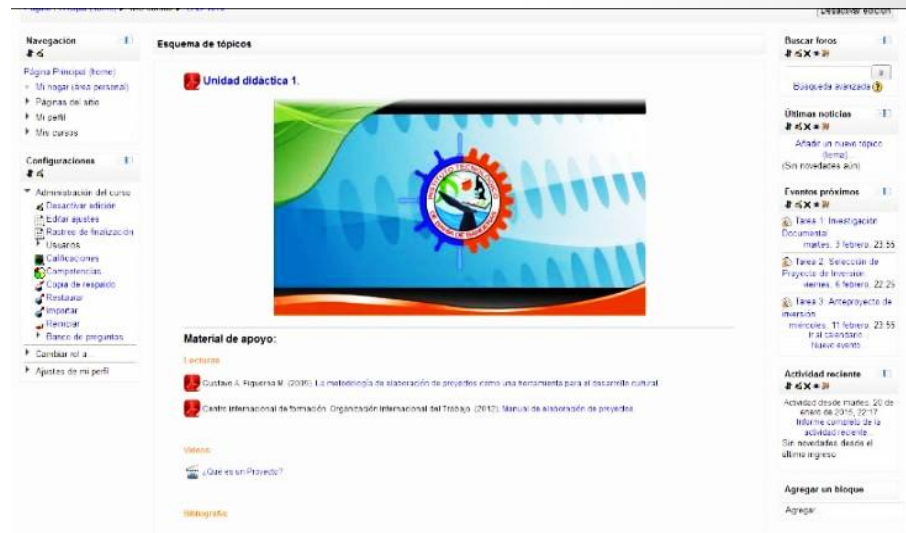 Desactivar edición
Navegación
Página Principal (home)
Mi hogar (área personal)
Páginas del sitio
Mi perfil
Mis cursos
Configuraciones
Administración del curso
Desactivar edición
Editar ajustes
Rastreo de finalización
Usuarios
Calificaciones
Competencias
Copia de respaldo
Restaurar
Importar
Reiniciar
Banco de preguntas
Cambiar rol a...
Ajustes de mi perfil
Esquema de tópicos
Unidad didáctica 1.
INSTITUTO TECNOLÓGICO
DE BAHÍA DE BANDERAS
Material de apoyo:
Lecturas
Gustavo A. Figueroa M. (2005). La metodología de elaboración de proyectos como una herramienta para el desarrollo cultural
Centro internacional de formación. Organización Internacional del Trabajo. (2012). Manual de elaboración de proyectos
Videos:
¿Qué es un Proyecto?
Bibliografía:
Buscar foros
Búsqueda avanzada
Últimas noticias
Añadir un nuevo tópico
(tema)...
(Sin novedades aún)
Eventos próximos
Tarea 1. Investigación
Documental
martes, 3 febrero, 23:55
Tarea 2. Selección de
Proyecto de Inversión
viernes, 6 febrero, 22:25
Tarea 3. Anteproyecto de
inversión
miércoles, 11 febrero, 23:55
Ir al calendario...
Nuevo evento...
Actividad reciente
Actividad desde martes, 20 de
enero de 2015, 22:17
Informe completo de la
actividad reciente...
Sin novedades desde el
último ingreso
Agregar un bloque
Agregar...